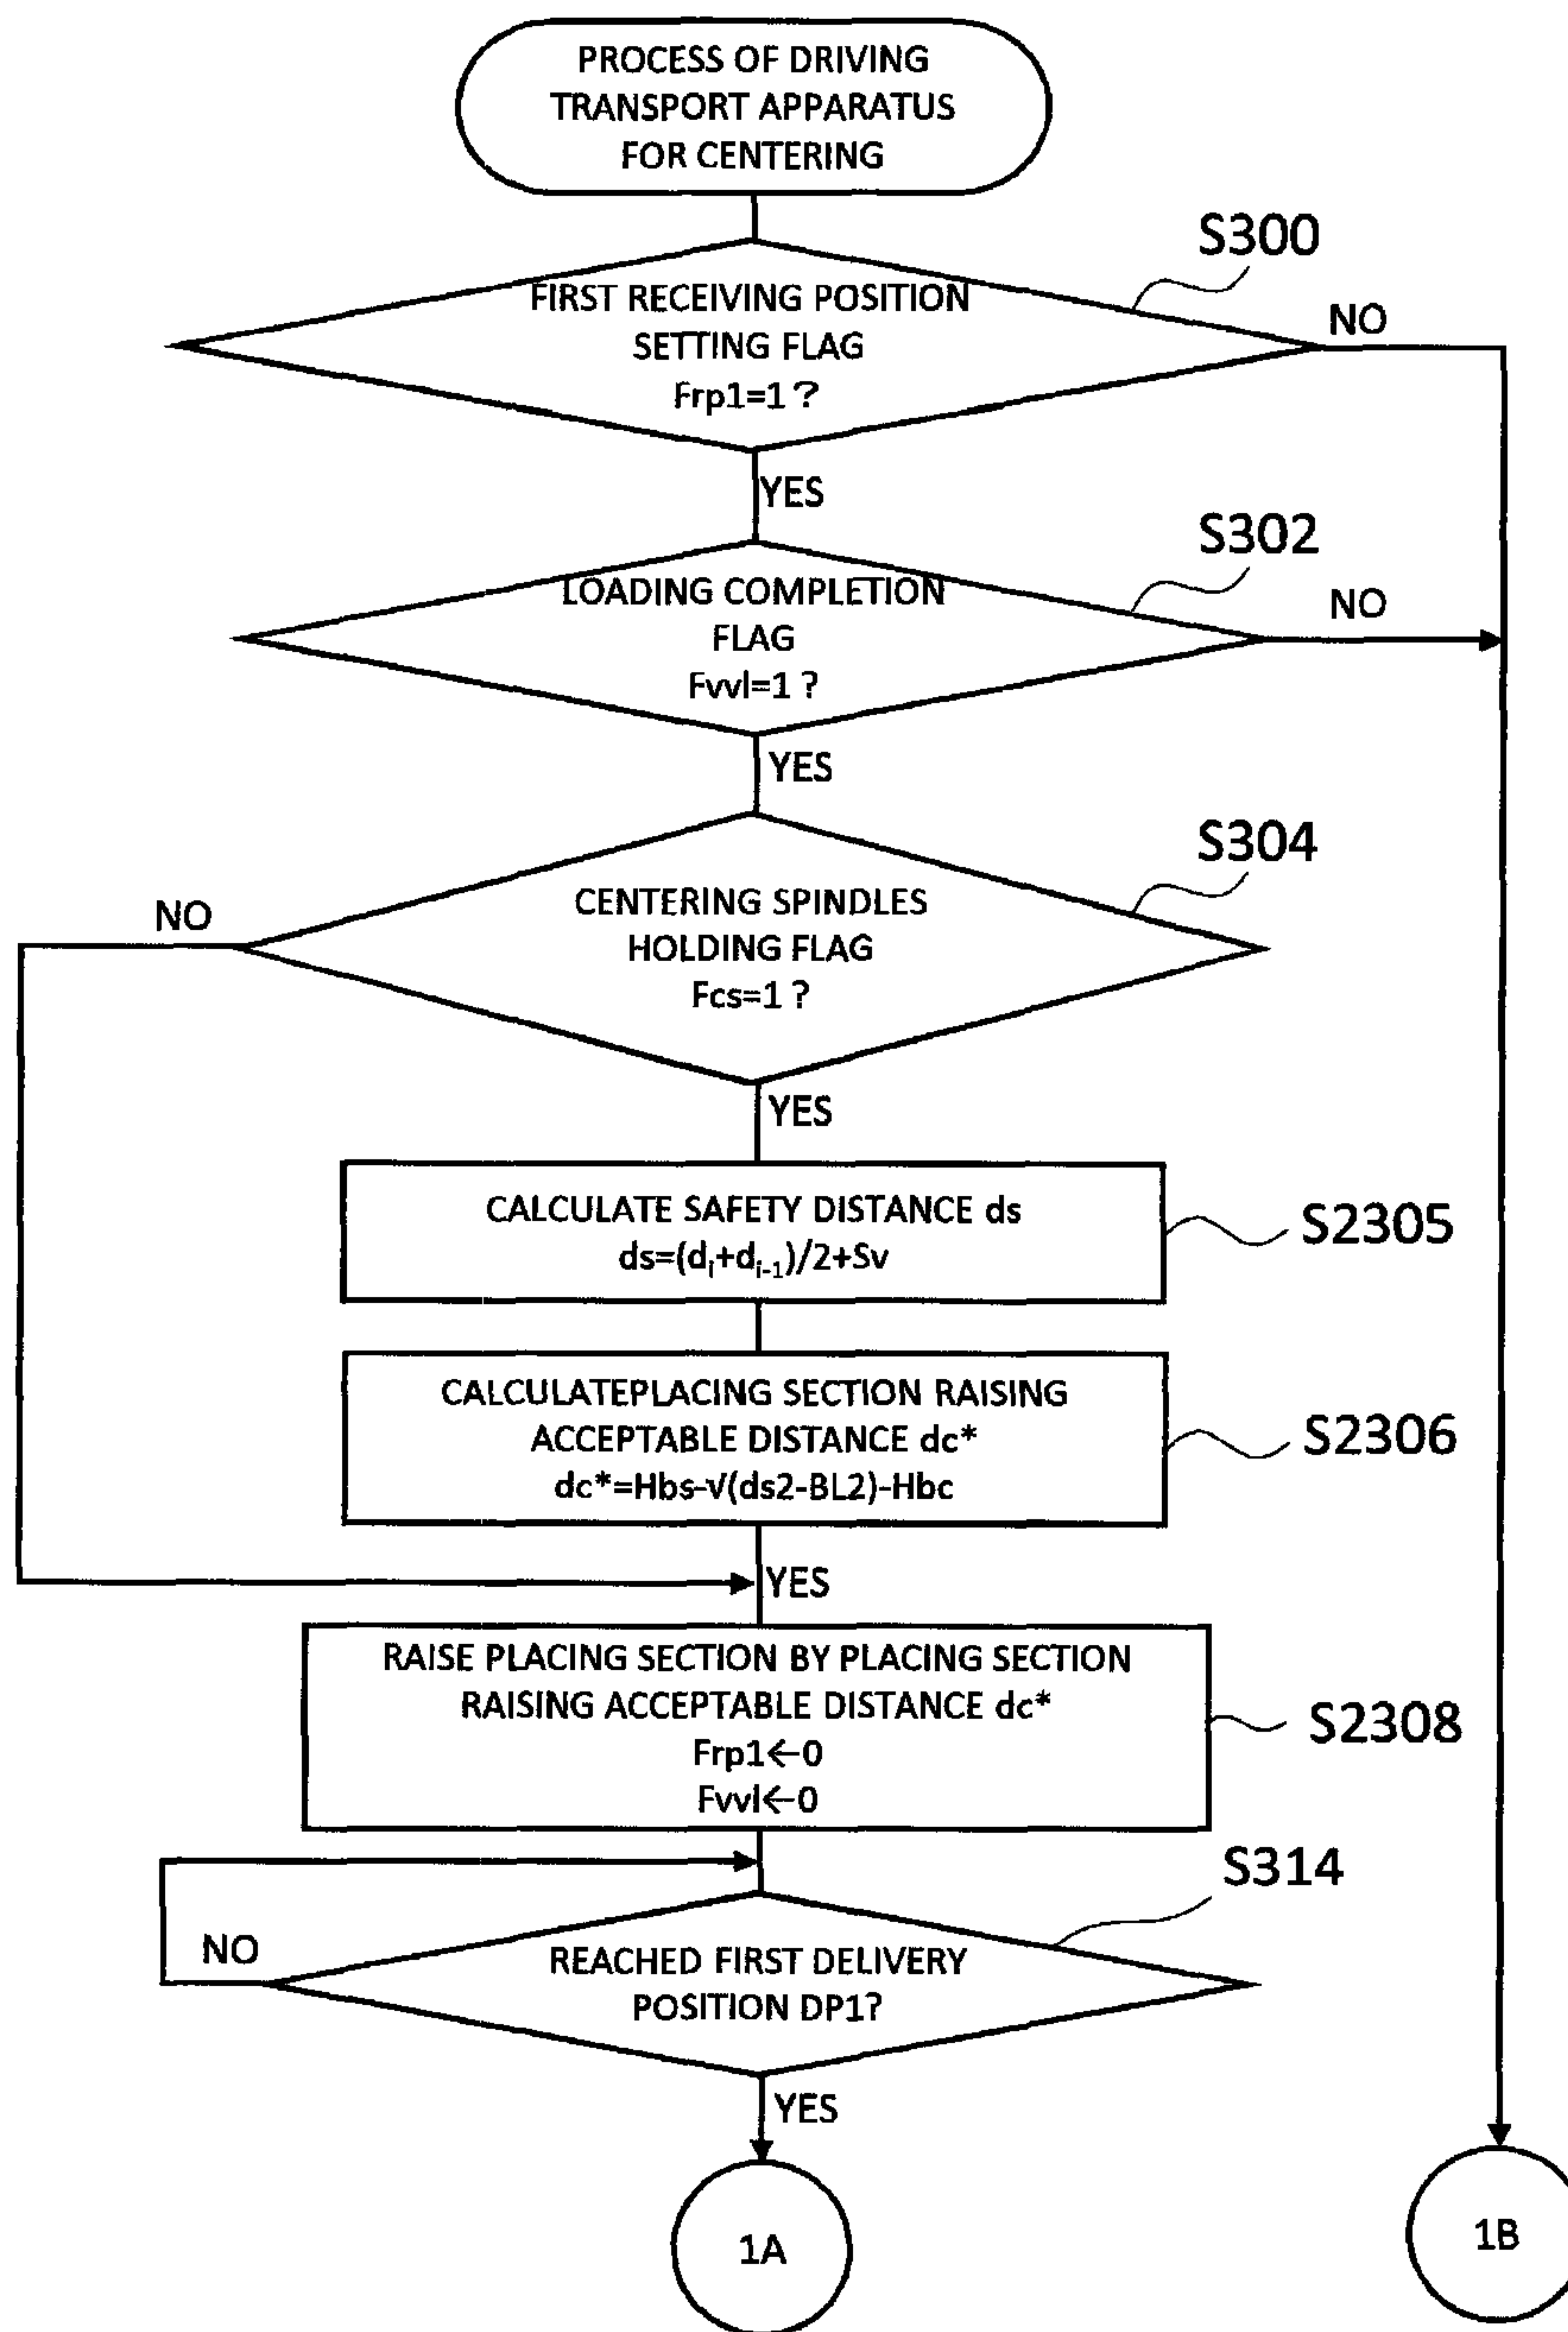 PROCESS OF DRIVING
TRANSPORT APPARATUS
FOR CENTERING
S300
FIRST RECEIVING POSITION
SETTING FLAG
Frp1=1 ?
NO
YES
S302
LOADING COMPLETION
FLAG
Fvvl=1 ?
NO
YES
S304
CENTERING SPINDLES
HOLDING FLAG
Fcs=1 ?
NO
YES
CALCULATE SAFETY DISTANCE ds
ds=(di+di-1)/2+Sv
S2305
CALCULATEPLACING SECTION RAISING
ACCEPTABLE DISTANCE dc*
dc*=Hbs-√(ds2-BL2)-Hbc
S2306
YES
RAISE PLACING SECTION BY PLACING SECTION
RAISING ACCEPTABLE DISTANCE dc*
Frp1←0
Fvvl←0
S2308
S314
REACHED FIRST DELIVERY
POSITION DP1?
NO
YES
1A
1B